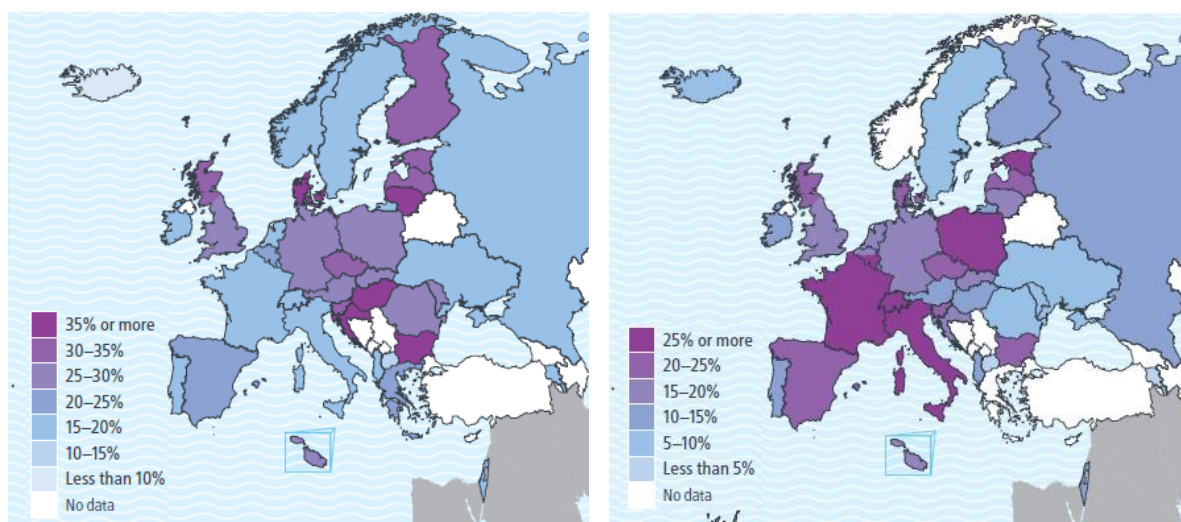 35% or more
30–35%
25–30%
20–25%
15–20%
10–15%
Less than 10%
No data
25% or more
20–25%
15–20%
10–15%
5–10%
Less than 5%
No data